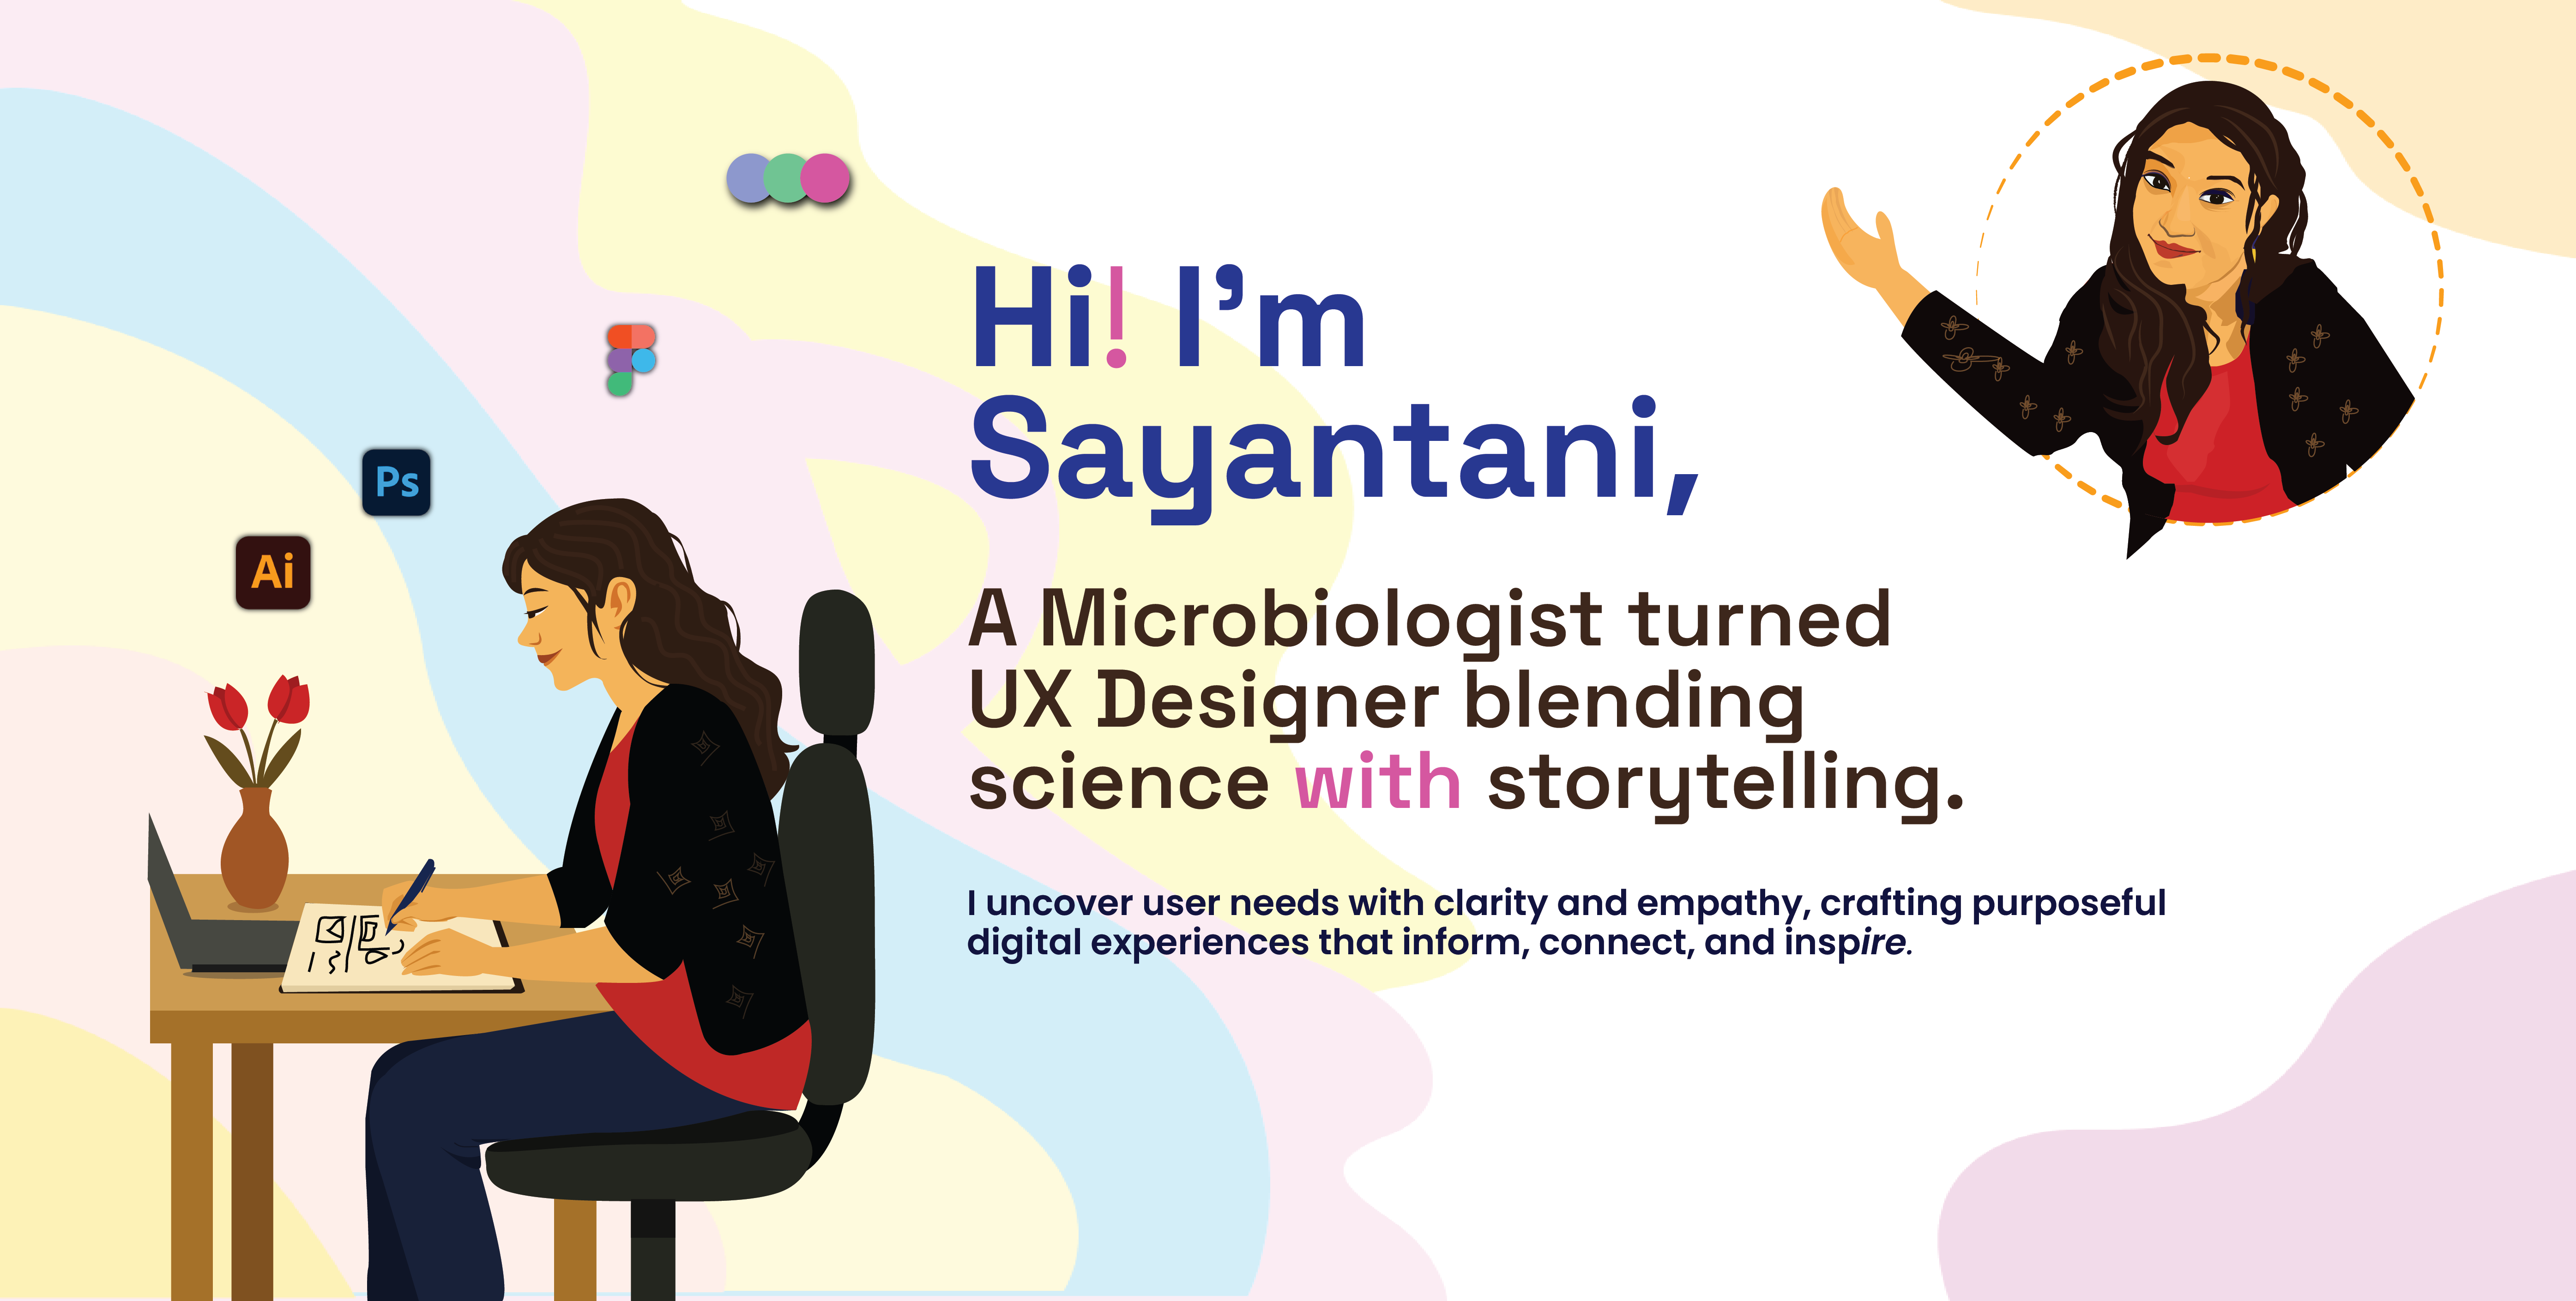 Hi! I’m
Sayantani,
A Microbiologist turned
UX Designer blending
science with storytelling.
I uncover user needs with clarity and empathy, crafting purposeful
digital experiences that inform, connect, and inspire.
Ps
Ai